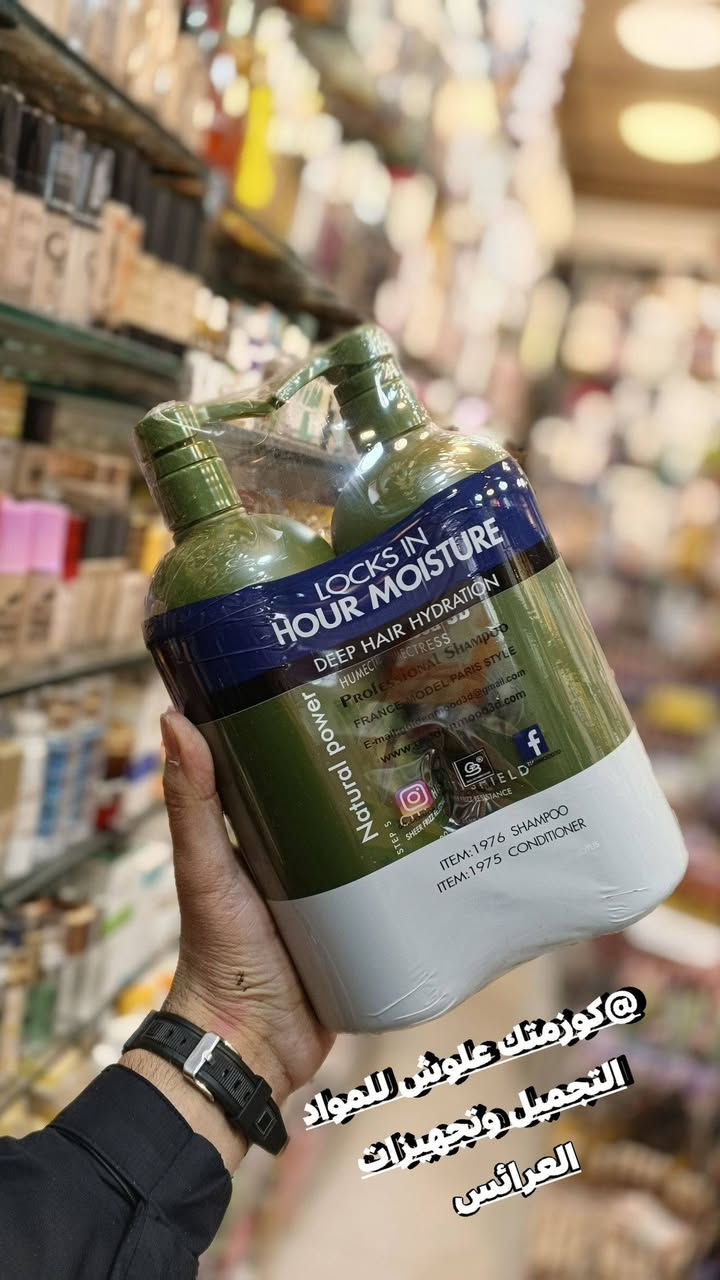 LOCKS IN
HOUR MOISTURE
DEEP HAIR HYDRATION
Professional Shampoo
FRANCE MODEL PARIS STYLE
Natural power
SHIELD
ITEM:1976 SHAMPOO
ITEM:1975 CONDITIONER
@كوزمتك علوش للمواد
التجميل وتجهيزات
العرائس